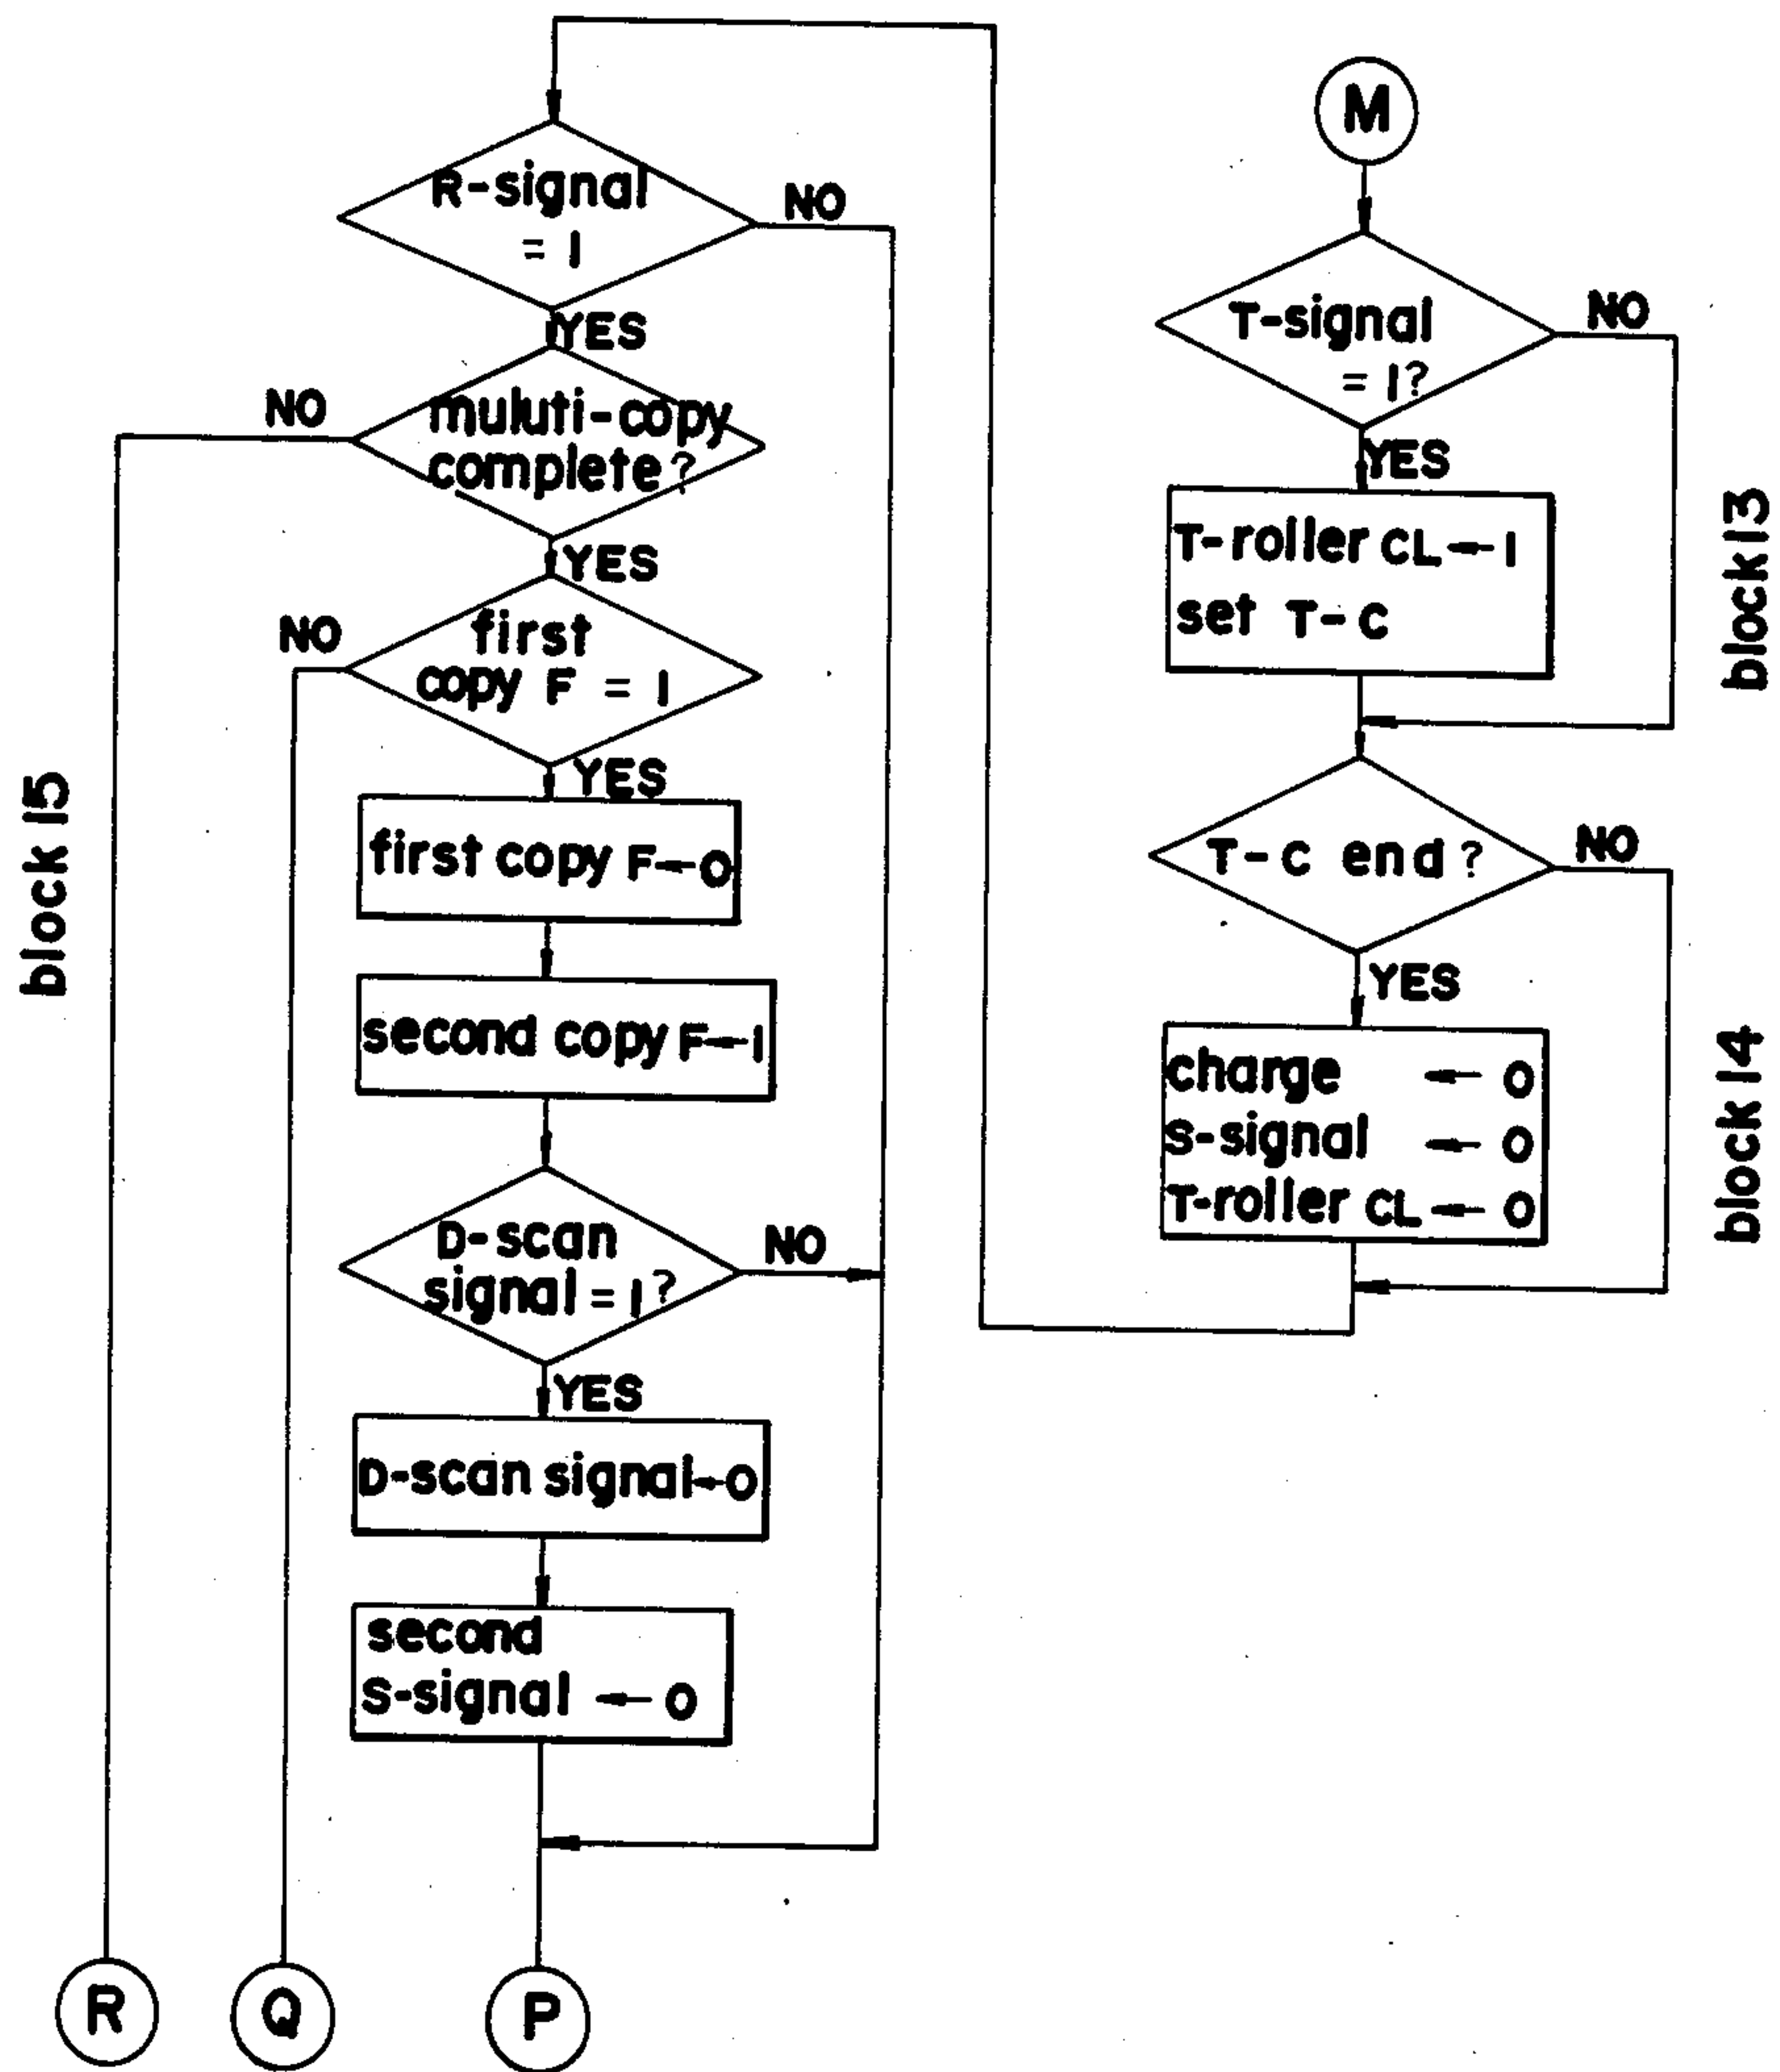 M
T-signal
= 1?
NO
YES
T-roller CL ← 1
set T-C
block 13
T-C end ?
NO
YES
charge ← 0
S-signal ← 0
T-roller CL ← 0
block 14
R-signal
= 1
NO
YES
muluti-copy
complete ?
NO
YES
first
copy F = 1
NO
YES
first copy F ← 0
second copy F ← 1
D-scan
signal = 1 ?
NO
YES
D-scan signal ← 0
second
S-signal ← 0
block 15
R
Q
P